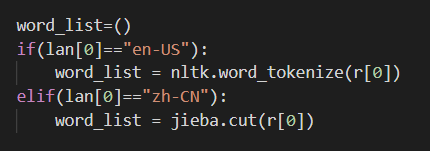 word_list=()
if(lan[0]=="en-US"):
    word_list = nltk.word_tokenize(r[0])
elif(lan[0]=="zh-CN"):
    word_list = jieba.cut(r[0])